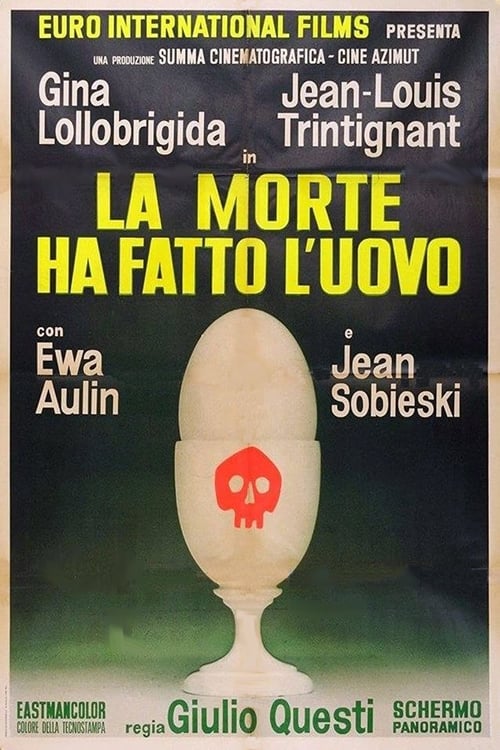 EURO INTERNATIONAL FILMS PRESENTA
UNA PRODUZIONE SUMMA CINEMATOGRAFICA - CINE AZIMUT
Gina Lollobrigida
Jean-Louis Trintignant
in
LA MORTE
HA FATTO L'UOVO
con
Ewa
Aulin
e
Jean
Sobieski
EASTMANCOLOR
COLORE DELLA TECNOSTAMPA
regia Giulio Questi
SCHERMO
PANORAMICO